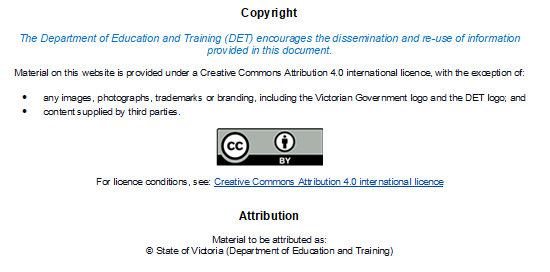 Copyright
The Department of Education and Training (DET) encourages the dissemination and re-use of information
provided in this document.
Material on this website is provided under a Creative Commons Attribution 4.0 international licence, with the exception of:
• any images, photographs, trademarks or branding, including the Victorian Government logo and the DET logo; and
• content supplied by third parties.
CC
BY
For licence conditions, see: Creative Commons Attribution 4.0 international licence
Attribution
Material to be attributed as:
© State of Victoria (Department of Education and Training)